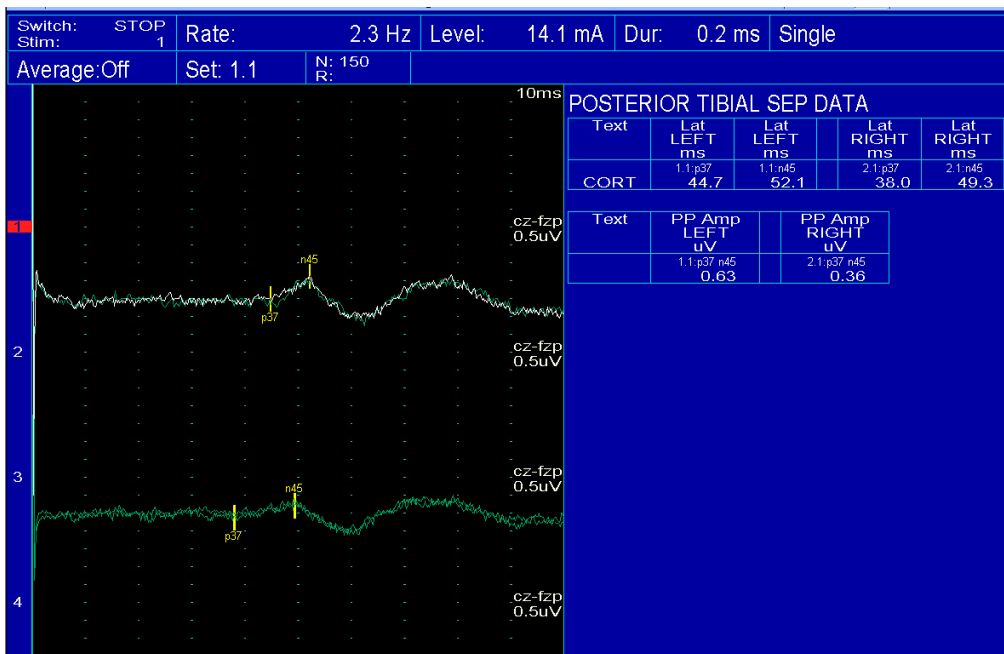 Switch: STOP
Stim: 1
Rate: 2.3 Hz
Level: 14.1 mA
Dur: 0.2 ms
Single
Average:Off
Set: 1.1
N: 150
R:
10ms
1
cz-fzp
0.5uV
n45
p37
2
cz-fzp
0.5uV
3
cz-fzp
0.5uV
n45
p37
4
cz-fzp
0.5uV
POSTERIOR TIBIAL SEP DATA
Text Lat Lat Lat Lat
LEFT LEFT RIGHT RIGHT
ms ms ms ms
1.1:p37 1.1:n45 2.1:p37 2.1:n45
CORT 44.7 52.1 38.0 49.3
Text PP Amp PP Amp
LEFT RIGHT
uV uV
1.1:p37 n45 2.1:p37 n45
0.63 0.36